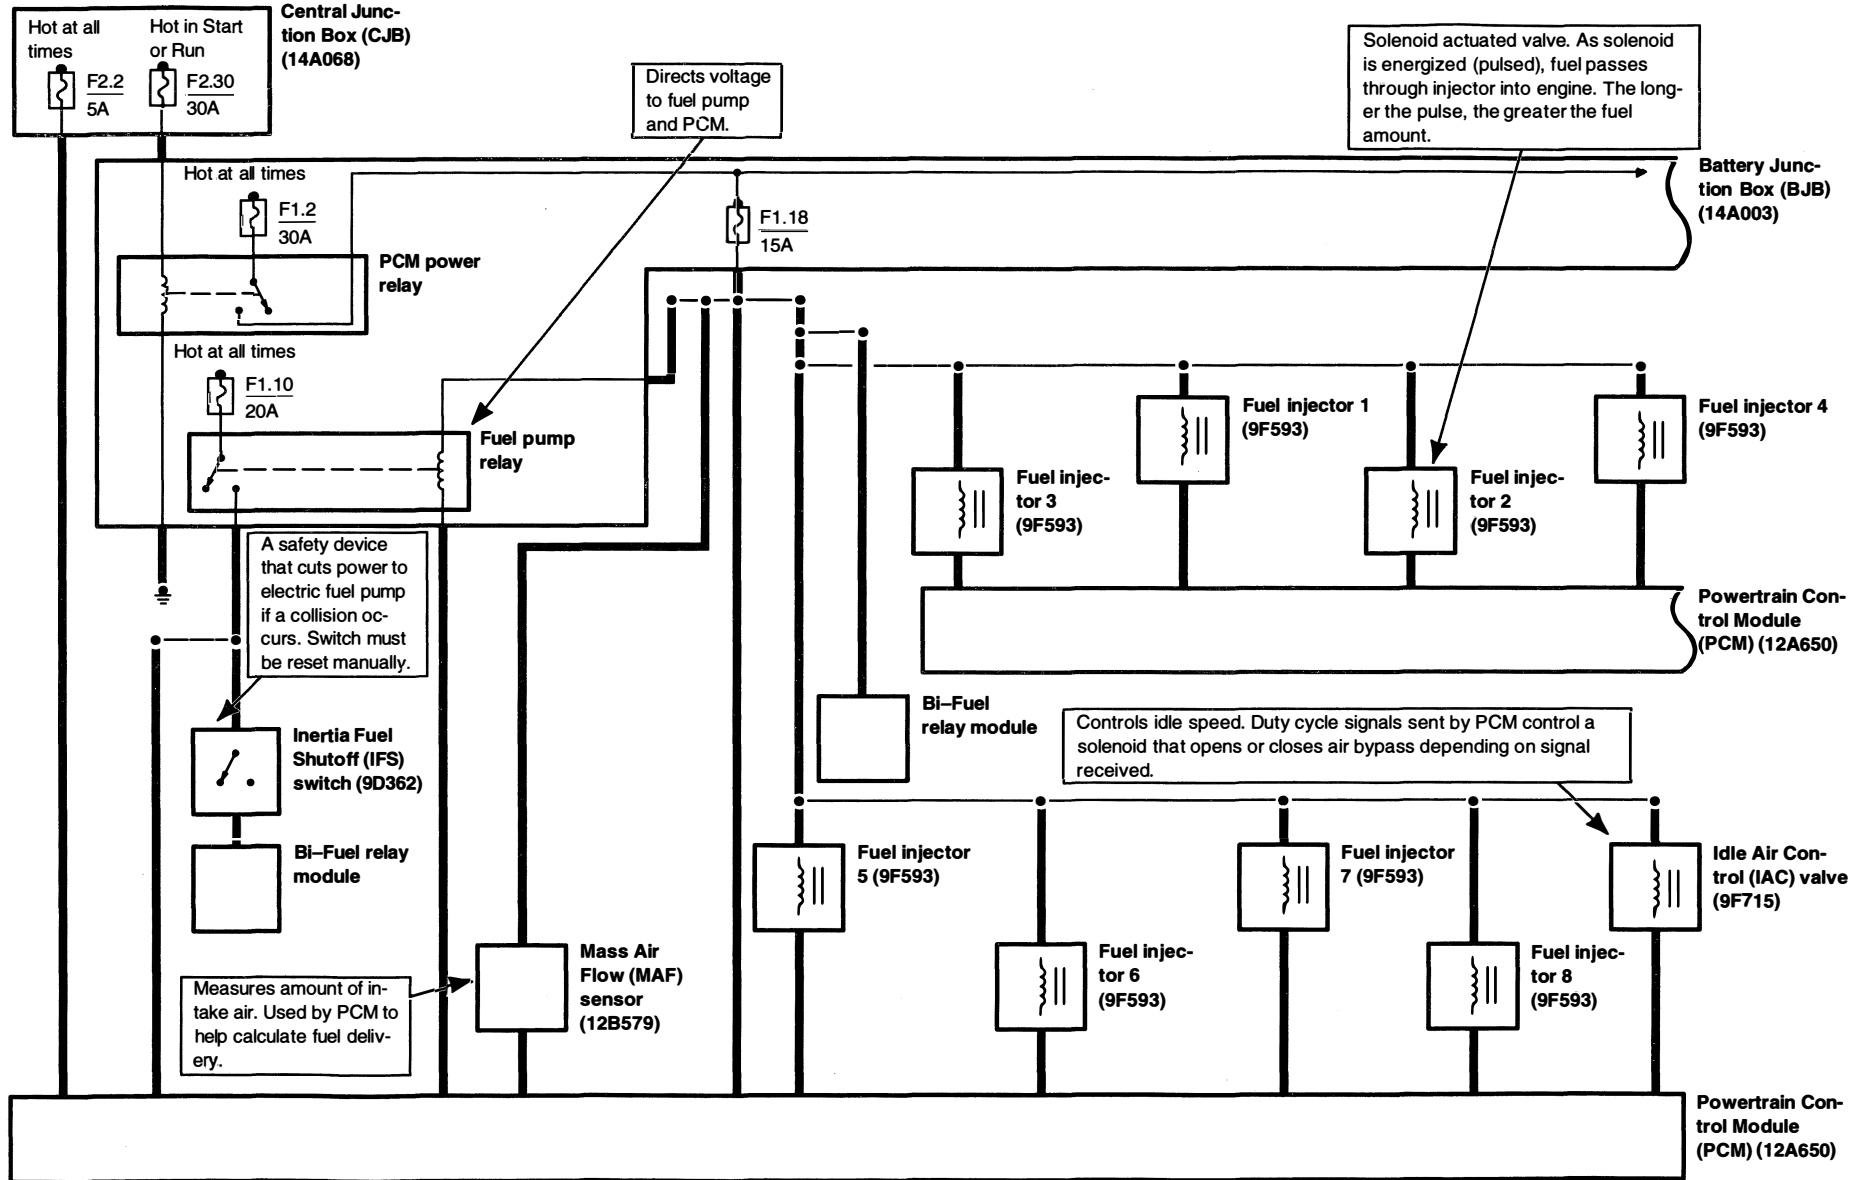 Central Junc-
tion Box (CJB)
(14A068)
Hot at all
times
Hot in Start
or Run
F2.2
5A
F2.30
30A
Directs voltage
to fuel pump
and PCM.
Solenoid actuated valve. As solenoid
is energized (pulsed), fuel passes
through injector into engine. The long-
er the pulse, the greater the fuel
amount.
Battery Junc-
tion Box (BJB)
(14A003)
Hot at all times
F1.2
30A
F1.18
15A
PCM power
relay
Hot at all times
F1.10
20A
Fuel pump
relay
Fuel injector 1
(9F593)
Fuel injector 4
(9F593)
Fuel injec-
tor 3
(9F593)
Fuel injec-
tor 2
(9F593)
A safety device
that cuts power to
electric fuel pump
if a collision oc-
curs. Switch must
be reset manually.
Powertrain Con-
trol Module
(PCM) (12A650)
Bi–Fuel
relay module
Controls idle speed. Duty cycle signals sent by PCM control a
solenoid that opens or closes air bypass depending on signal
received.
Inertia Fuel
Shutoff (IFS)
switch (9D362)
Bi–Fuel relay
module
Fuel injector
5 (9F593)
Fuel injector
7 (9F593)
Idle Air Con-
trol (IAC) valve
(9F715)
Mass Air
Flow (MAF)
sensor
(12B579)
Fuel injec-
tor 6
(9F593)
Fuel injec-
tor 8
(9F593)
Measures amount of in-
take air. Used by PCM to
help calculate fuel deliv-
ery.
Powertrain Con-
trol Module
(PCM) (12A650)